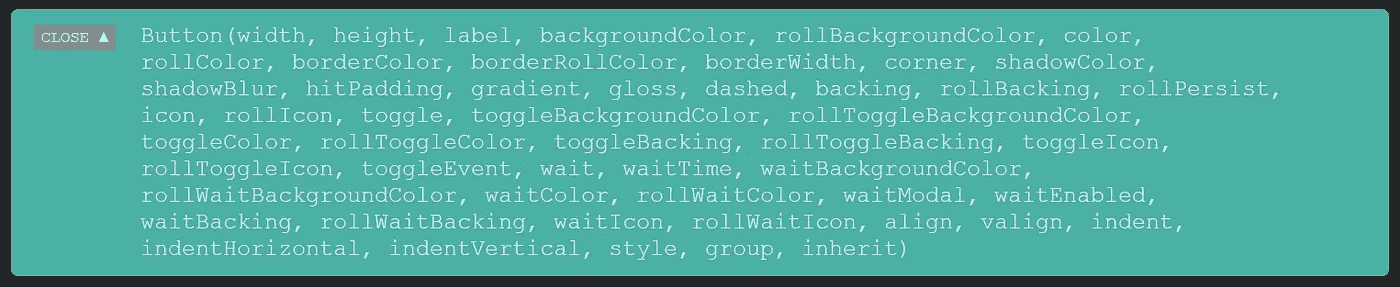 CLOSE ▲ Button(width, height, label, backgroundColor, rollBackgroundColor, color,
rollColor, borderColor, borderRollColor, borderWidth, corner, shadowColor,
shadowBlur, hitPadding, gradient, gloss, dashed, backing, rollBacking, rollPersist,
icon, rollIcon, toggle, toggleBackgroundColor, rollToggleBackgroundColor,
toggleColor, rollToggleColor, toggleBacking, rollToggleBacking, toggleIcon,
rollToggleIcon, toggleEvent, wait, waitTime, waitBackgroundColor,
rollWaitBackgroundColor, waitColor, rollWaitColor, waitModal, waitEnabled,
waitBacking, rollWaitBacking, waitIcon, rollWaitIcon, align, valign, indent,
indentHorizontal, indentVertical, style, group, inherit)